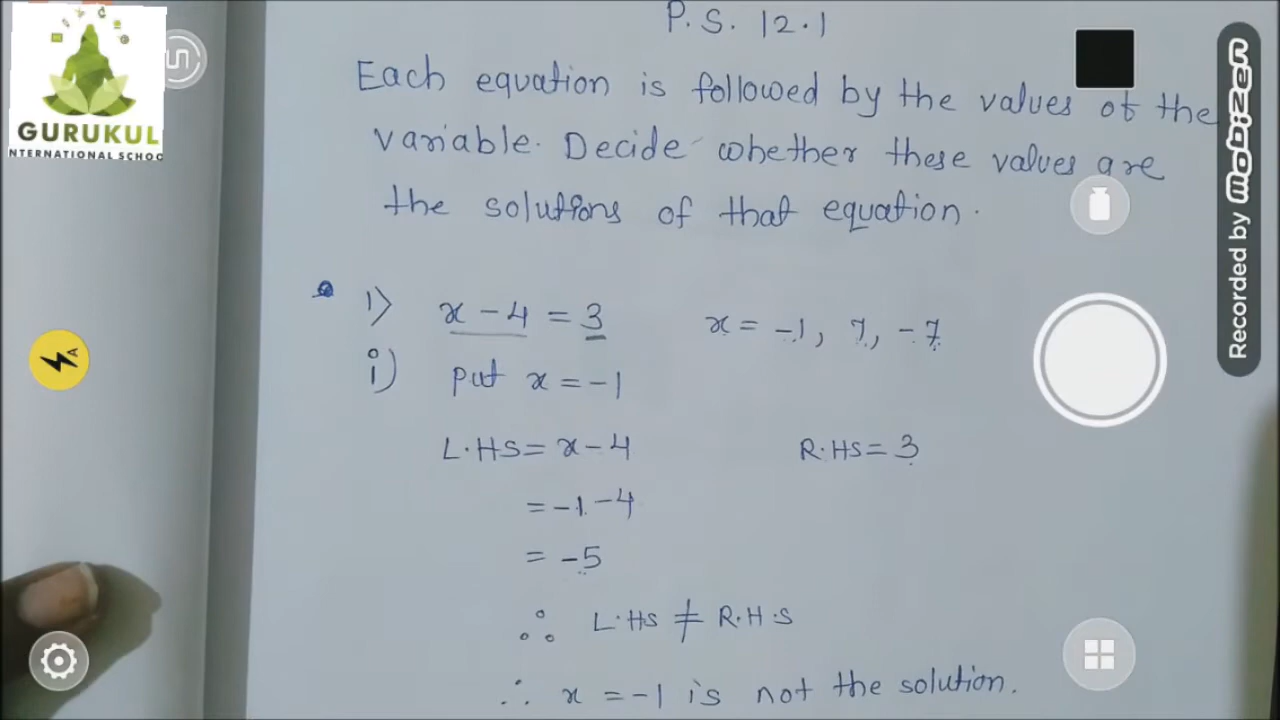 P.S. 12.1
Each equation is followed by the values of the
variable. Decide whether these values are
the solutions of that equation.
1) x - 4 = 3 x = -1, 7, -7
i) put x = -1
L.HS = x - 4 R.HS = 3
= -1 - 4
= -5
∴ L.HS ≠ R.H.S
∴ x = -1 is not the solution.
GURUKUL
NTERNATIONAL SCHOO
Recorded by mobizen
A